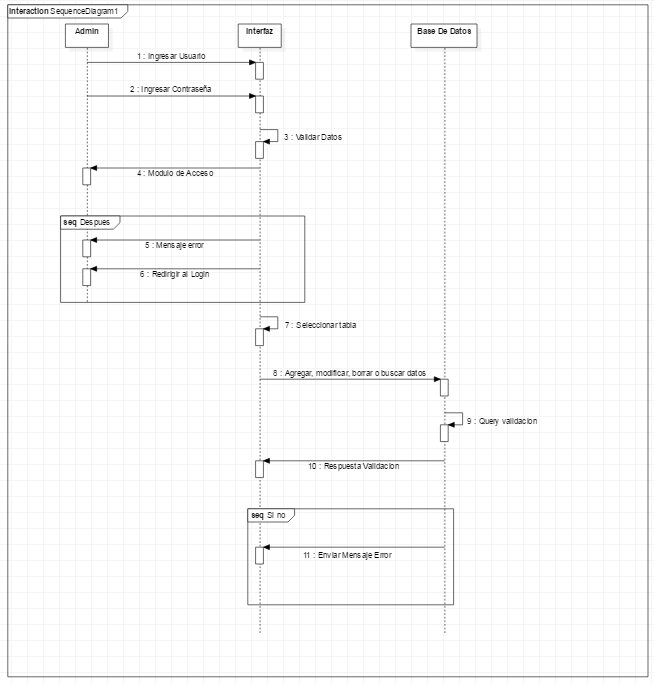 Interaction SequenceDiagram1
Admin
Interfaz
Base De Datos
1 : Ingresar Usuario
2 : Ingresar Contraseña
3 : Validar Datos
4 : Modulo de Acceso
seq Despues
5 : Mensaje error
6 : Redirigir al Login
7 : Seleccionar tabla
8 : Agregar, modificar, borrar o buscar datos
9 : Query validacion
10 : Respuesta Validacion
seq Si no
11 : Enviar Mensaje Error